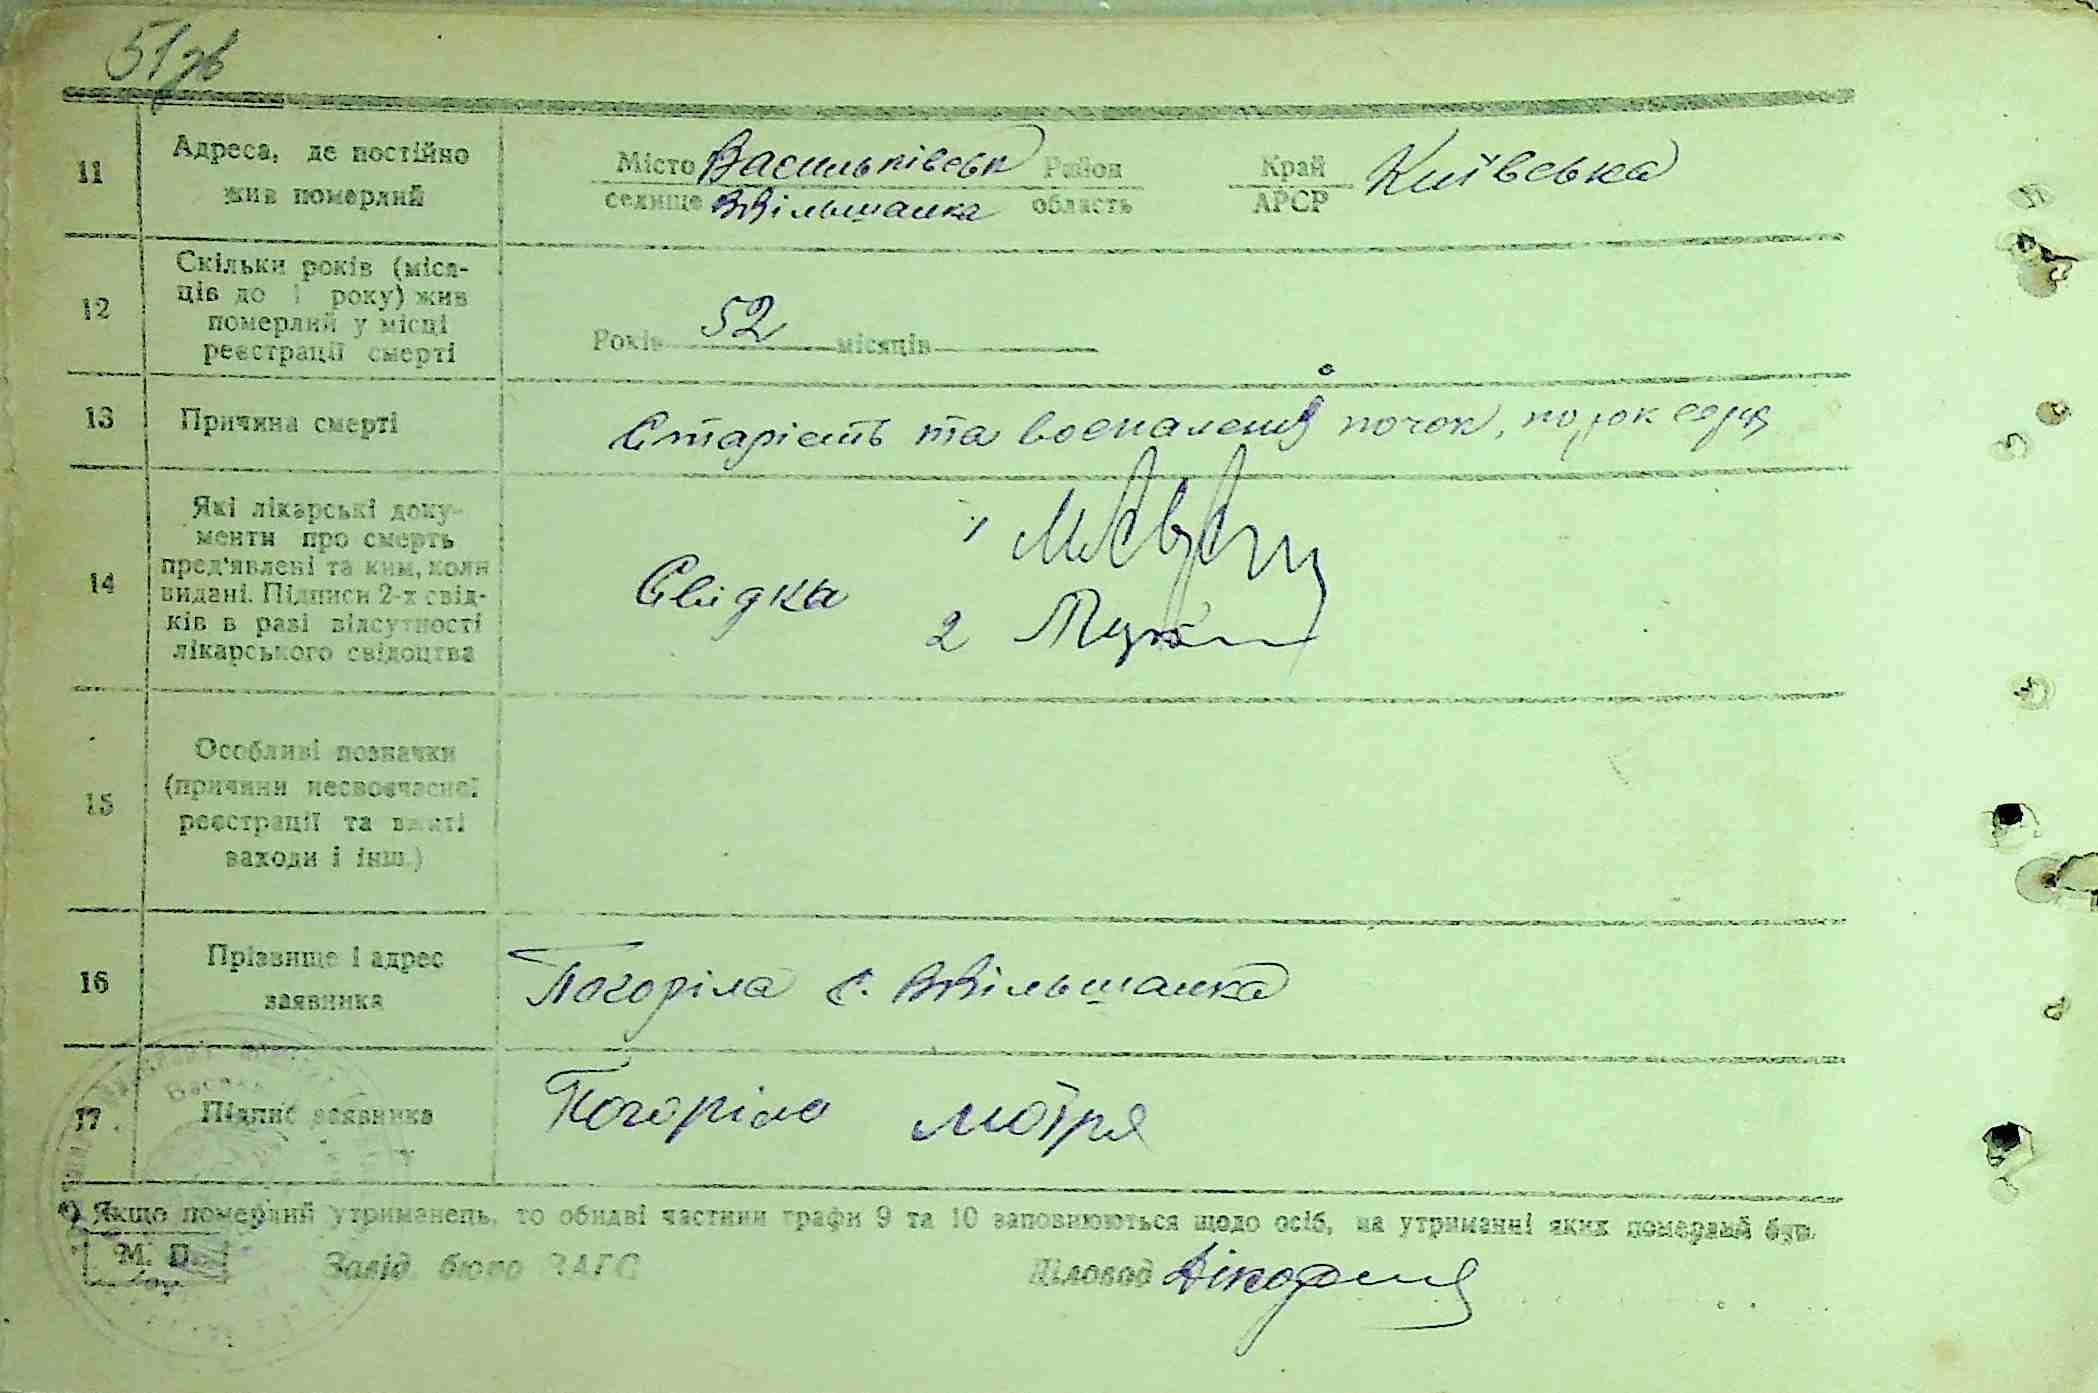 51зв
11
Адреса, де постійно
жив померлий
Місто Васильківськ Район Край Київська
селище ВВільшанка область АРСР
12
Скільки років (міся-
ців до 1 року) жив
померлий у місці
реєстрації смерті
Років 52 місяців
13
Причина смерті
Старість та воспаления почок, порок серця
14
Які лікарські доку-
менти про смерть
пред'явлені та ким, коли
видані. Підписи 2-х свід-
ків в разі відсутності
лікарського свідоцтва
Свідка
1
2
15
Особливі позначки
(причини несвоєчасної
реєстрації та вжиті
заходи і інш.)
16
Прізвище і адрес
заявника
Погоріла с. ВВільшанка
17
Підпис заявника
Погоріла Мотря
*) Якщо померлий утриманець, то обидві частини графи 9 та 10 заповнюються щодо осіб, на утриманні яких померлий був.
М. П.
Завід. бюро ЗАГС
Діловод